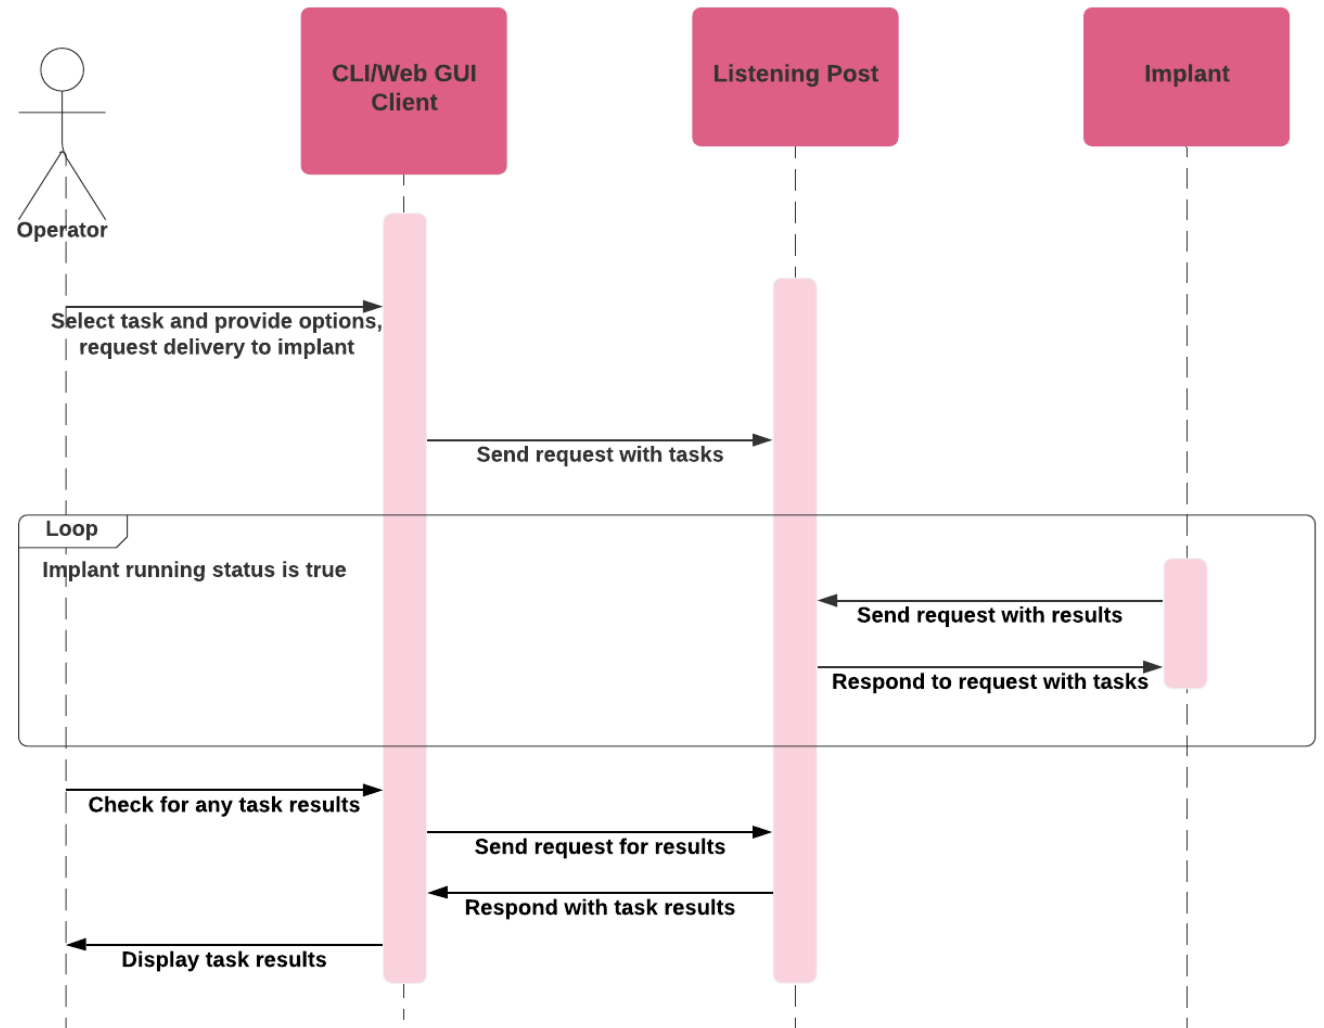 CLI/Web GUI
Client
Listening Post
Implant
Operator
Select task and provide options,
request delivery to implant
Send request with tasks
Loop
Implant running status is true
Send request with results
Respond to request with tasks
Check for any task results
Send request for results
Respond with task results
Display task results